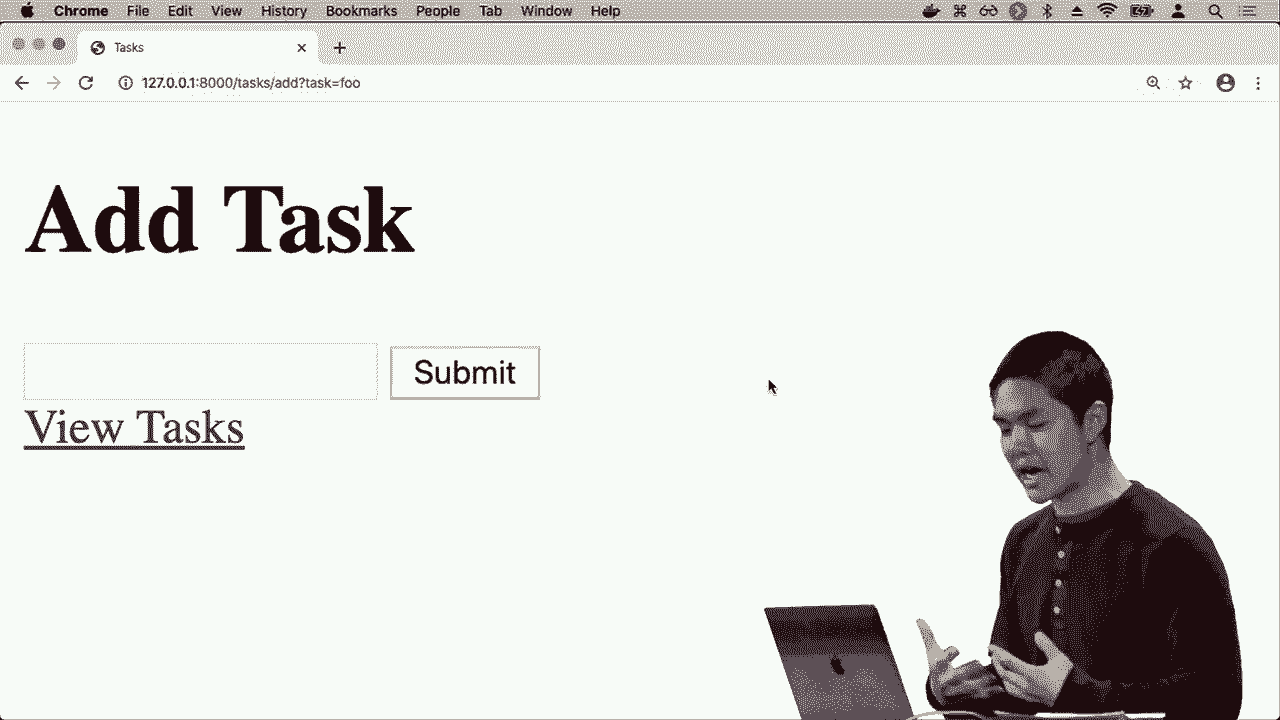 Chrome File Edit View History Bookmarks People Tab Window Help
Tasks
127.0.0.1:8000/tasks/add?task=foo
Add Task
Submit
View Tasks